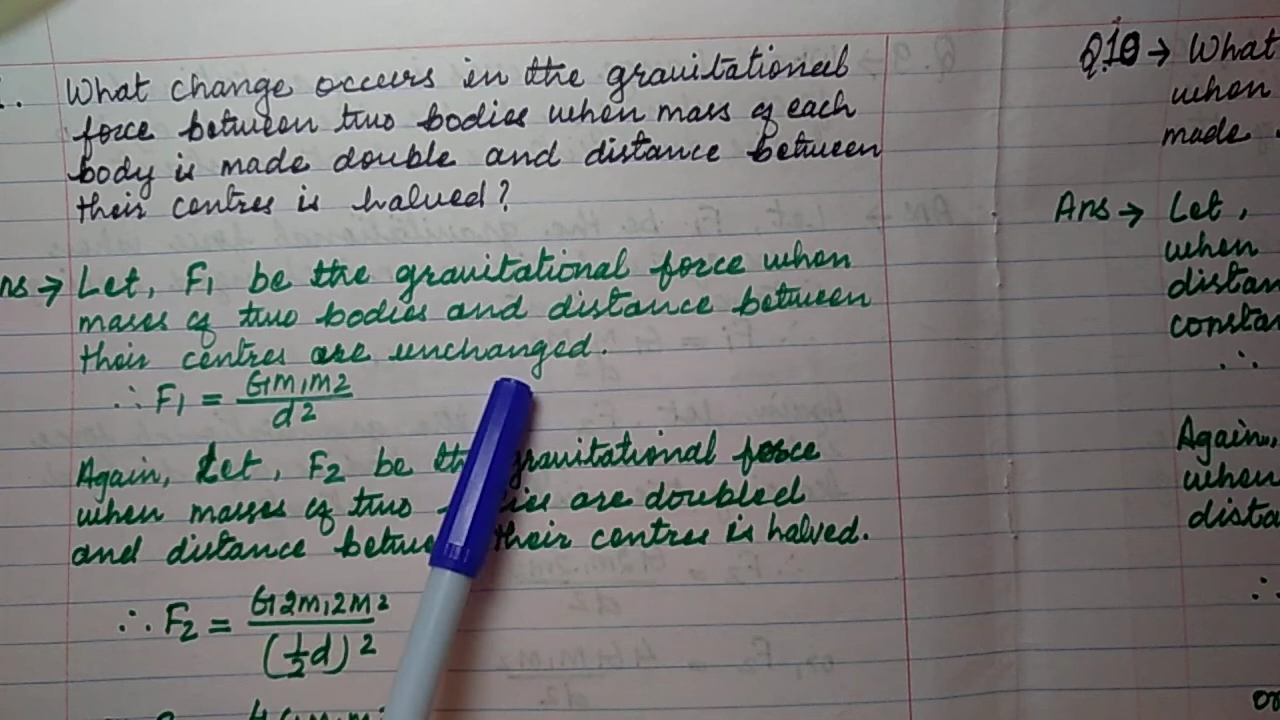 What change occurs in the gravitational
force between two bodies when mass of each
body is made double and distance between
their centres is halved?
Ans → Let, F1 be the gravitational force when
masses of two bodies and distance between
their centres are unchanged.
∴ F1 = Gm1m2 / d²
Again, Let, F2 be the gravitational force
when masses of two are doubled
and distance their centres is halved.
∴ F2 = G2m1 2m2 / (½d)²
Q.10 → What
when
made
Ans → Let,
when
distan
constan
∴
Again,
when
dista
∴
or